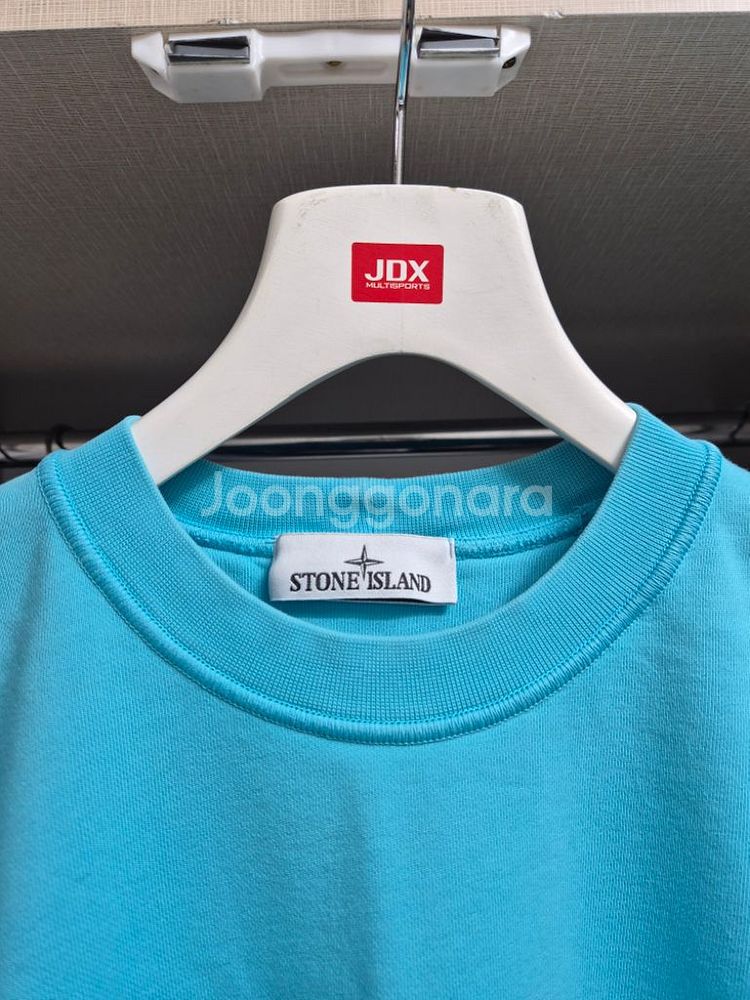 JDX
MULTISPORTS
Joonggonara
STONE ISLAND